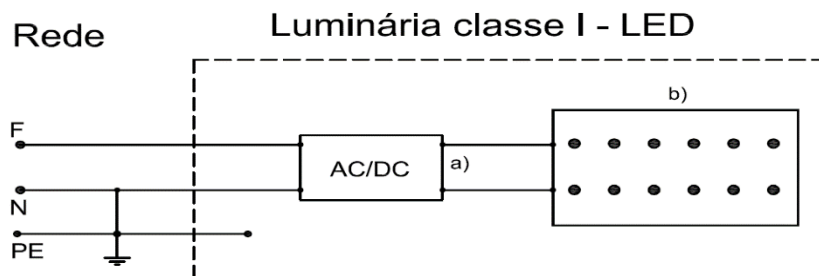 Rede
Luminária classe I - LED
b)
F
AC/DC
a)
N
PE